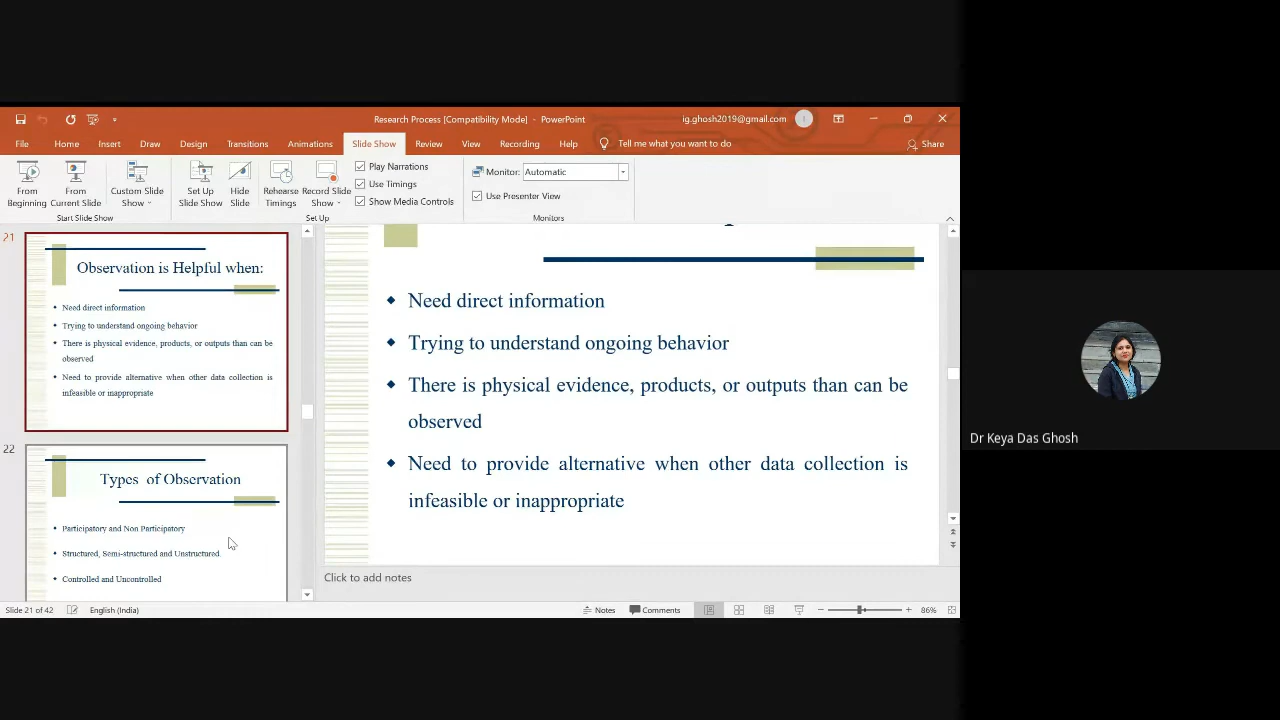 Research Process [Compatibility Mode] - PowerPoint
ig.ghosh2019@gmail.com
I
File Home Insert Draw Design Transitions Animations Slide Show Review View Recording Help Tell me what you want to do Share
From Beginning
From Current Slide
Custom Slide Show
Set Up Slide Show
Hide Slide
Rehearse Timings
Record Slide Show
Play Narrations
Use Timings
Show Media Controls
Monitor: Automatic
Use Presenter View
Start Slide Show
Set Up
Monitors
21
Observation is Helpful when:
Need direct information
Trying to understand ongoing behavior
There is physical evidence, products, or outputs than can be
observed
Need to provide alternative when other data collection is
infeasible or inappropriate
22
Types of Observation
Participatory and Non Participatory
Structured, Semi-structured and Unstructured
Controlled and Uncontrolled
Need direct information
Trying to understand ongoing behavior
There is physical evidence, products, or outputs than can be
observed
Need to provide alternative when other data collection is
infeasible or inappropriate
Click to add notes
Slide 21 of 42 English (India) Notes Comments 86%
Dr Keya Das Ghosh